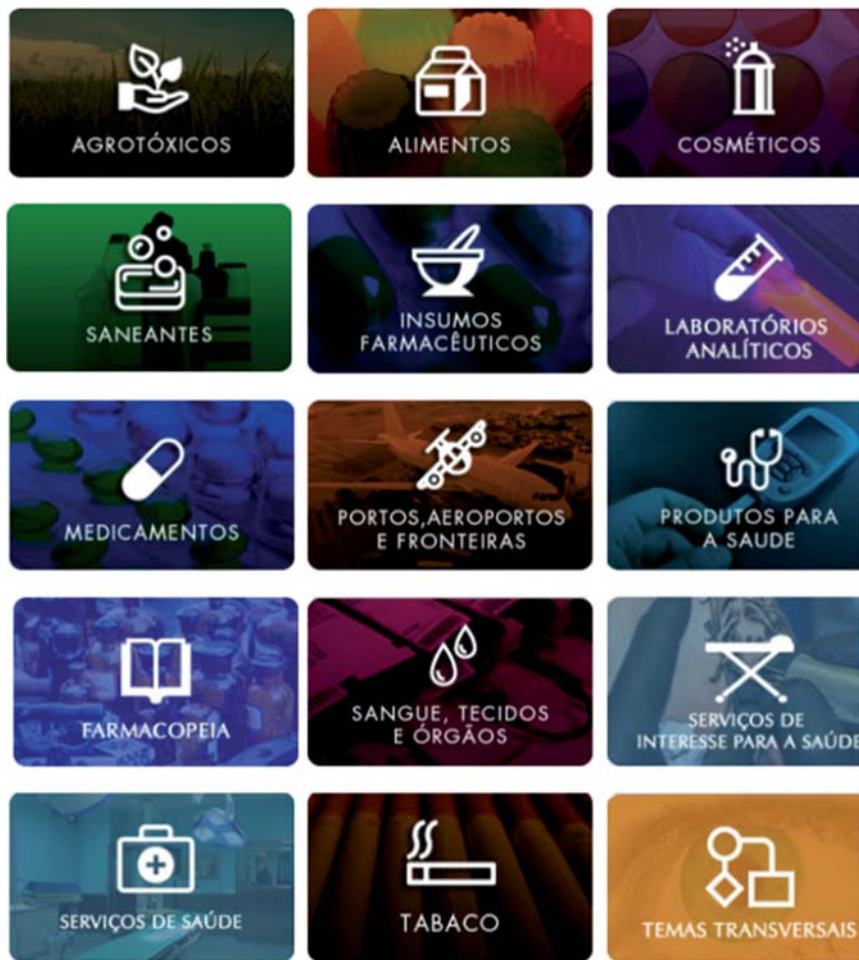 AGROTÓXICOS
ALIMENTOS
COSMÉTICOS
SANEANTES
INSUMOS
FARMACÊUTICOS
LABORATÓRIOS
ANALÍTICOS
MEDICAMENTOS
PORTOS,AEROPORTOS
E FRONTEIRAS
PRODUTOS PARA
A SAUDE
FARMACOPEIA
SANGUE, TECIDOS
E ÓRGÃOS
SERVIÇOS DE
INTERESSE PARA A SAÚDE
SERVIÇOS DE SAÚDE
TABACO
TEMAS TRANSVERSAIS